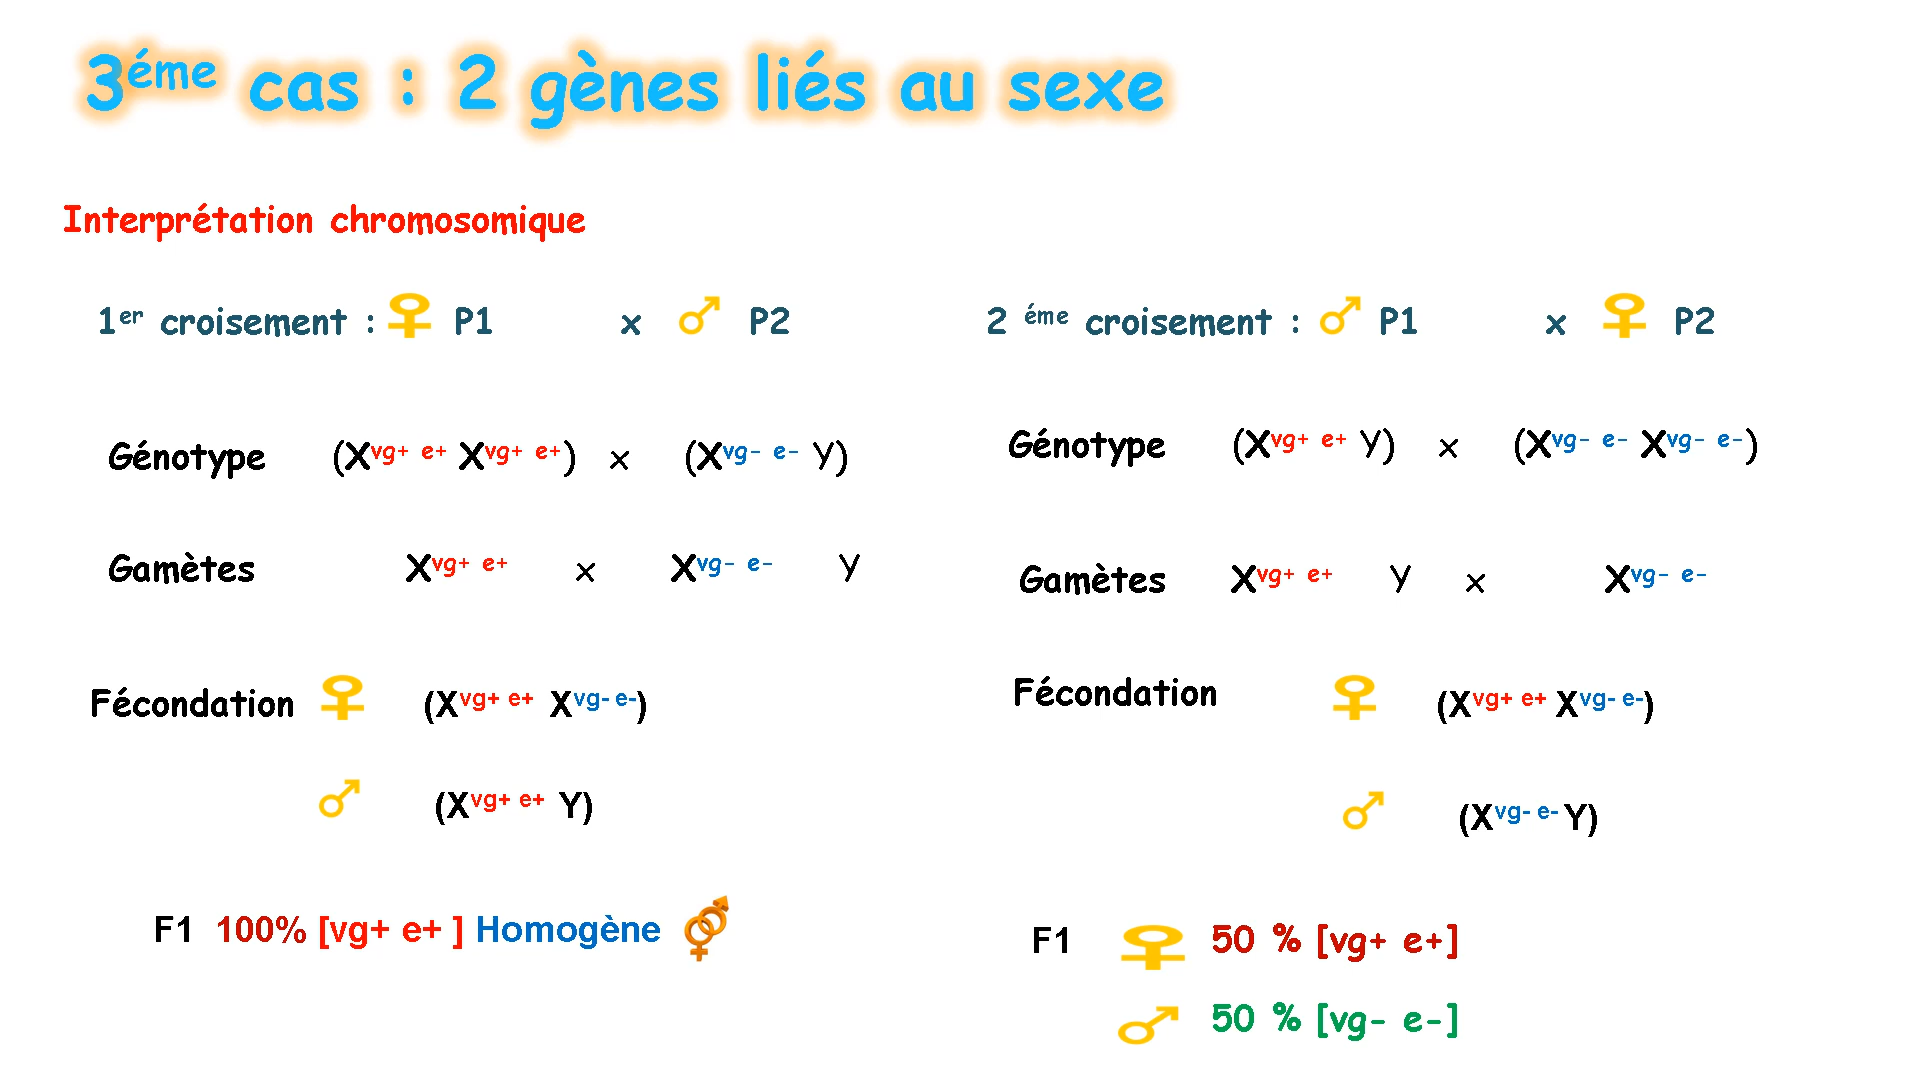 3éme cas : 2 gènes liés au sexe
Interprétation chromosomique
1er croisement : ♀ P1 x ♂ P2
Génotype (Xvg+ e+ Xvg+ e+) x (Xvg- e- Y)
Gamètes Xvg+ e+ x Xvg- e- Y
Fécondation ♀ (Xvg+ e+ Xvg- e-)
♂ (Xvg+ e+ Y)
F1 100% [vg+ e+ ] Homogène ⚤
2 éme croisement : ♂ P1 x ♀ P2
Génotype (Xvg+ e+ Y) x (Xvg- e- Xvg- e-)
Gamètes Xvg+ e+ Y x Xvg- e-
Fécondation ♀ (Xvg+ e+ Xvg- e-)
♂ (Xvg- e- Y)
F1 ♀ 50 % [vg+ e+]
♂ 50 % [vg- e-]